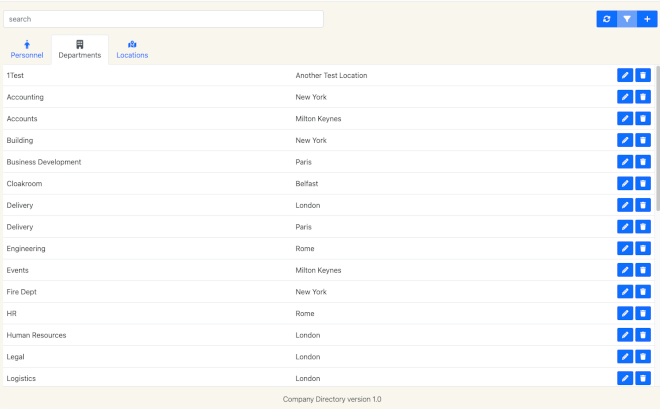 search
Personnel Departments Locations
1Test Another Test Location
Accounting New York
Accounts Milton Keynes
Building New York
Business Development Paris
Cloakroom Belfast
Delivery London
Delivery Paris
Engineering Rome
Events Milton Keynes
Fire Dept New York
HR Rome
Human Resources London
Legal London
Logistics London
Company Directory version 1.0